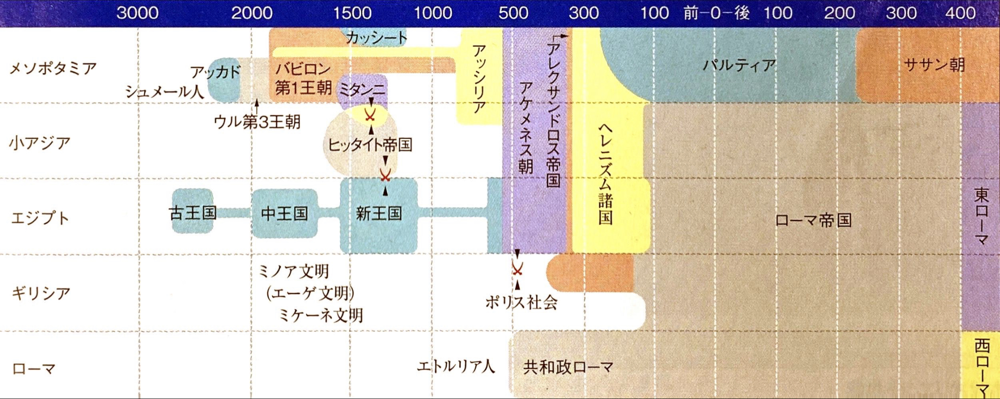 3000 2000 1500 1000 500 300 100 前-0-後 100 200 300 400
メソポタミア
カッシート
アッカド
シュメール人
バビロン
第1王朝
ミタンニ
ウル第3王朝
アッシリア
アケメネス朝
アレクサンドロス帝国
パルティア
ササン朝
小アジア
ヒッタイト帝国
ヘレニズム諸国
エジプト
古王国
中王国
新王国
ローマ帝国
東ローマ
ギリシア
ミノア文明
(エーゲ文明)
ミケーネ文明
ポリス社会
ローマ
エトルリア人
共和政ローマ
西ローマ